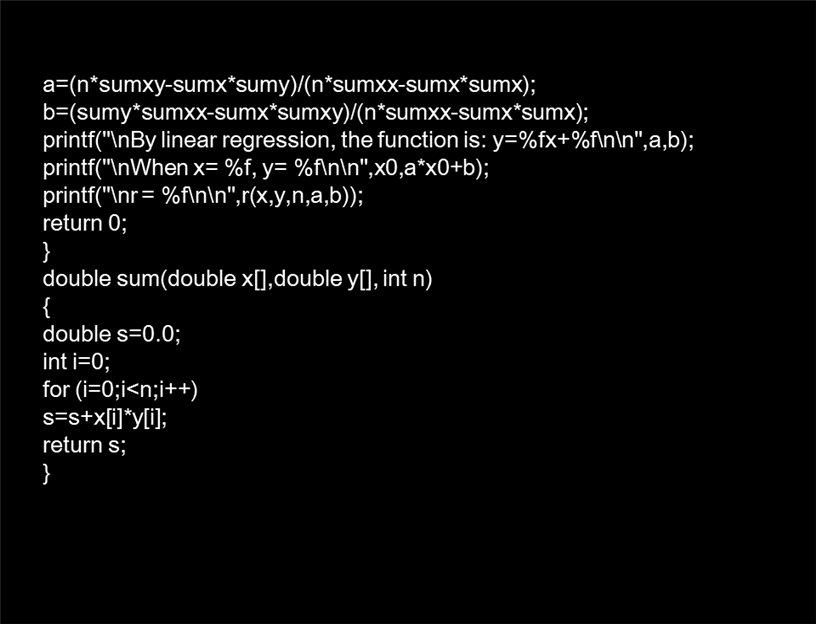 a=(n*sumxy-sumx*sumy)/(n*sumxx-sumx*sumx);
b=(sumy*sumxx-sumx*sumxy)/(n*sumxx-sumx*sumx);
printf("\nBy linear regression, the function is: y=%fx+%f\n\n",a,b);
printf("\nWhen x= %f, y= %f\n\n",x0,a*x0+b);
printf("\nr = %f\n\n",r(x,y,n,a,b));
return 0;
}
double sum(double x[],double y[], int n)
{
double s=0.0;
int i=0;
for (i=0;i<n;i++)
s=s+x[i]*y[i];
return s;
}